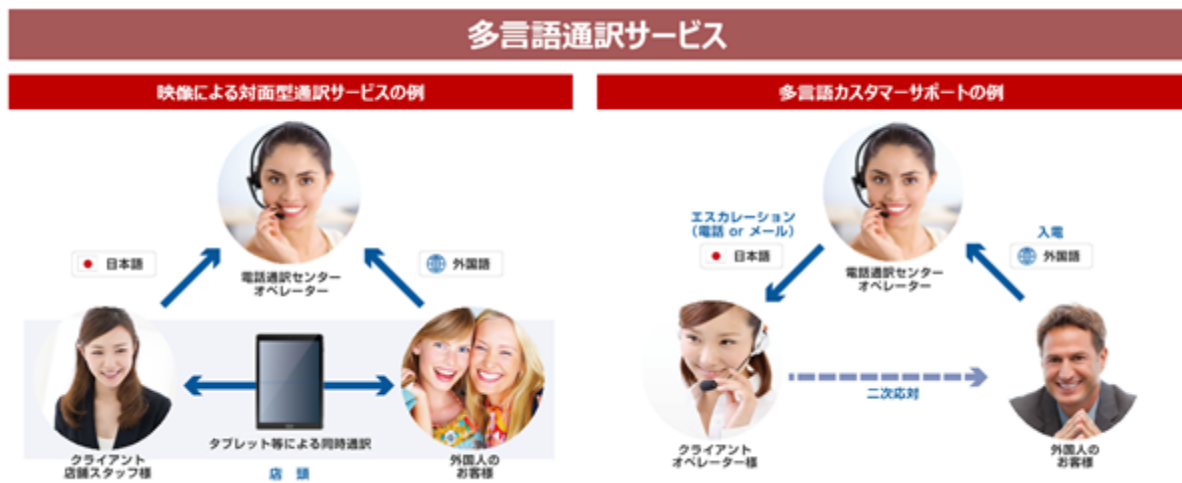 多言語通訳サービス
映像による対面型通訳サービスの例
日本語
外国語
電話通訳センター
オペレーター
タブレット等による同時通訳
クライアント
店舗スタッフ様
店 頭
外国人の
お客様
多言語カスタマーサポートの例
エスカレーション
（電話 or メール）
日本語
入電
外国語
電話通訳センター
オペレーター
二次応対
クライアント
オペレーター様
外国人の
お客様